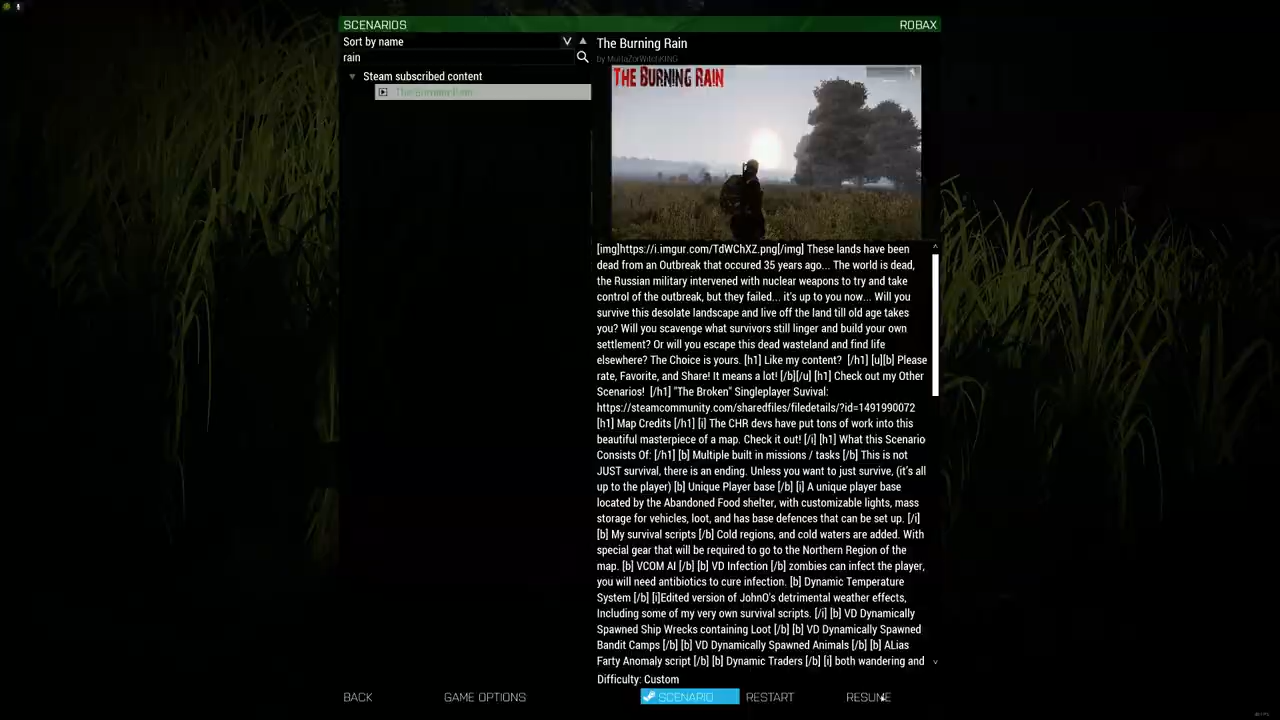 SCENARIOS
ROBAX
Sort by name
rain
Steam subscribed content
The Burning Rain
The Burning Rain
by MultaZorWitchKING
THE BURNING RAIN
[img]https://i.imgur.com/TdWChXZ.png[/img] These lands have been
dead from an Outbreak that occured 35 years ago... The world is dead,
the Russian military intervened with nuclear weapons to try and take
control of the outbreak, but they failed... it's up to you now... Will you
survive this desolate landscape and live off the land till old age takes
you? Will you scavenge what survivors still linger and build your own
settlement? Or will you escape this dead wasteland and find life
elsewhere? The Choice is yours. [h1] Like my content? [/h1] [u][b] Please
rate, Favorite, and Share! It means a lot! [/b][/u] [h1] Check out my Other
Scenarios! [/h1] "The Broken" Singleplayer Suvival:
https://steamcommunity.com/sharedfiles/filedetails/?id=1491990072
[h1] Map Credits [/h1] [i] The CHR devs have put tons of work into this
beautiful masterpiece of a map. Check it out! [/i] [h1] What this Scenario
Consists Of: [/h1] [b] Multiple built in missions / tasks [/b] This is not
JUST survival, there is an ending. Unless you want to just survive, (it's all
up to the player) [b] Unique Player base [/b] [i] A unique player base
located by the Abandoned Food shelter, with customizable lights, mass
storage for vehicles, loot, and has base defences that can be set up. [/i]
[b] My survival scripts [/b] Cold regions, and cold waters are added. With
special gear that will be required to go to the Northern Region of the
map. [b] VCOM AI [/b] [b] VD Infection [/b] zombies can infect the player,
you will need antibiotics to cure infection. [b] Dynamic Temperature
System [/b] [i]Edited version of JohnO's detrimental weather effects,
Including some of my very own survival scripts. [/i] [b] VD Dynamically
Spawned Ship Wrecks containing Loot [/b] [b] VD Dynamically Spawned
Bandit Camps [/b] [b] VD Dynamically Spawned Animals [/b] [b] ALias
Farty Anomaly script [/b] [b] Dynamic Traders [/b] [i] both wandering and
Difficulty: Custom
BACK
GAME OPTIONS
SCENARIO
RESTART
RESUME